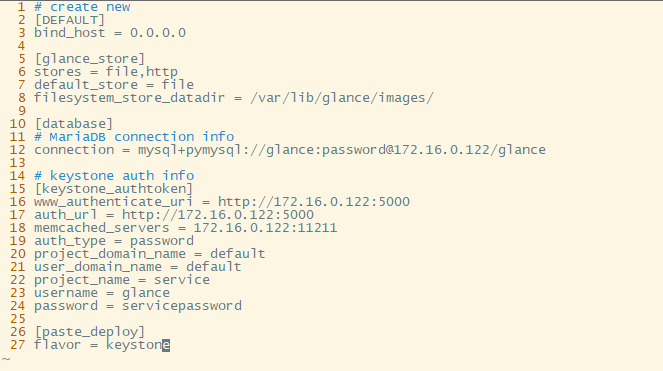 1 # create new
2 [DEFAULT]
3 bind_host = 0.0.0.0
4
5 [glance_store]
6 stores = file,http
7 default_store = file
8 filesystem_store_datadir = /var/lib/glance/images/
9
10 [database]
11 # MariaDB connection info
12 connection = mysql+pymysql://glance:password@172.16.0.122/glance
13
14 # keystone auth info
15 [keystone_authtoken]
16 www_authenticate_uri = http://172.16.0.122:5000
17 auth_url = http://172.16.0.122:5000
18 memcached_servers = 172.16.0.122:11211
19 auth_type = password
20 project_domain_name = default
21 user_domain_name = default
22 project_name = service
23 username = glance
24 password = servicepassword
25
26 [paste_deploy]
27 flavor = keystone
~